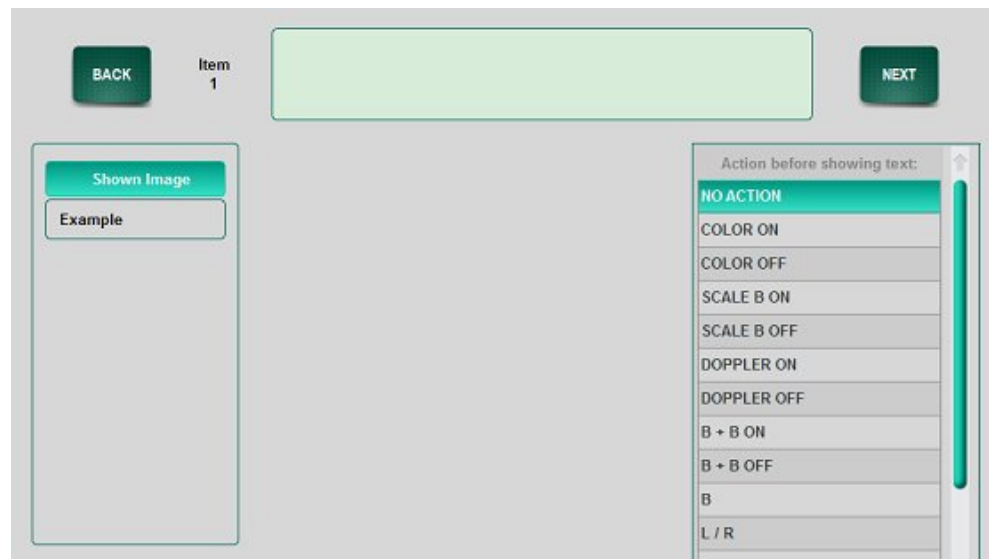 BACK
Item
1
NEXT
Shown Image
Example
Action before showing text:
NO ACTION
COLOR ON
COLOR OFF
SCALE B ON
SCALE B OFF
DOPPLER ON
DOPPLER OFF
B + B ON
B + B OFF
B
L / R